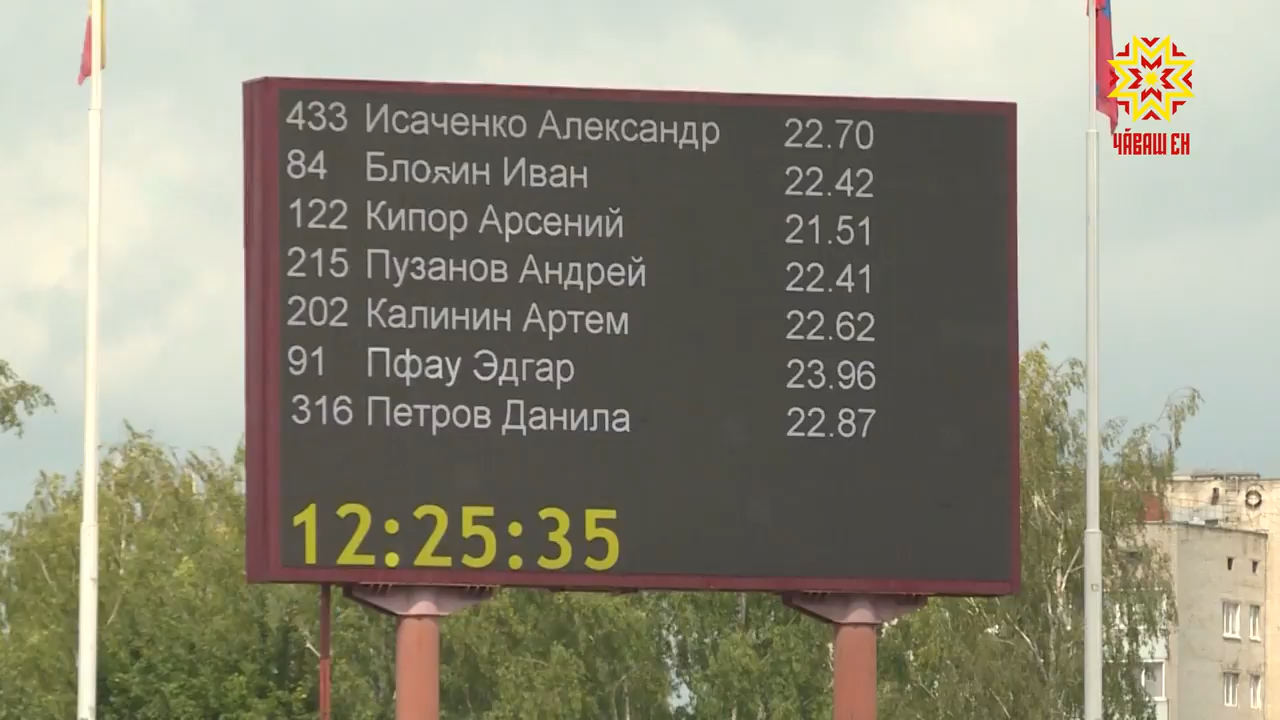 433 Исаченко Александр 22.70
84 Блохин Иван 22.42
122 Кипор Арсений 21.51
215 Пузанов Андрей 22.41
202 Калинин Артем 22.62
91 Пфау Эдгар 23.96
316 Петров Данила 22.87
12:25:35
ЧӐВАШ ЕН